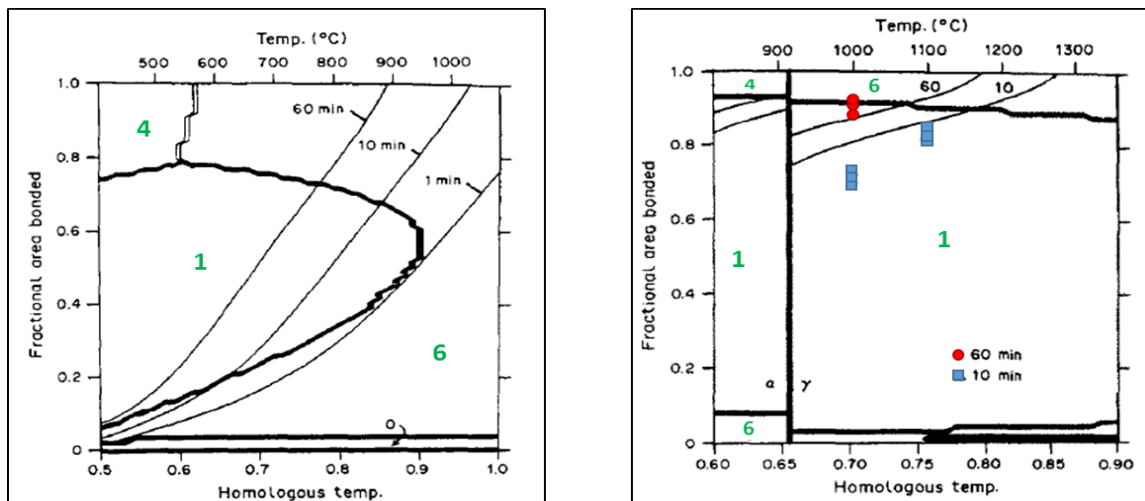 Temp. (°C)
500 600 700 800 900 1000
1.0
0.8
0.6
0.4
0.2
0
Fractional area bonded
4
60 min
10 min
1 min
1
6
0
0.5 0.6 0.7 0.8 0.9 1.0
Homologous temp.
Temp. (°C)
900 1000 1100 1200 1300
1.0
0.8
0.6
0.4
0.2
0
Fractional area bonded
4
6
60
10
1
1
60 min
10 min
α γ
6
0.60 0.65 0.70 0.75 0.80 0.85 0.90
Homologous temp.